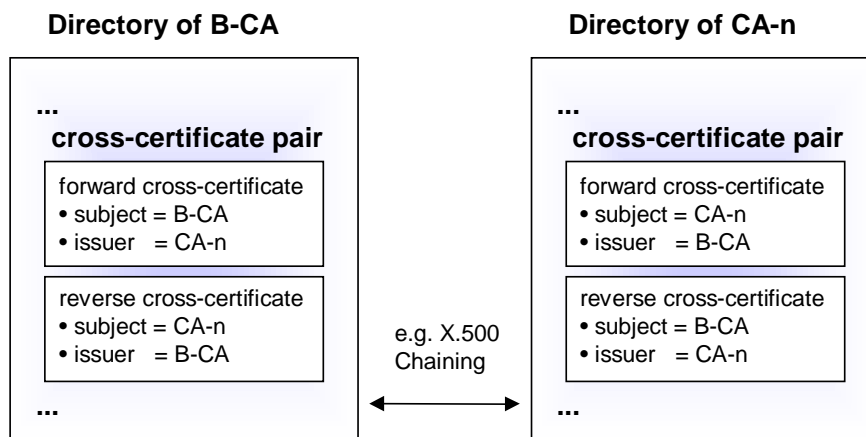 Directory of B-CA
...
cross-certificate pair
forward cross-certificate
• subject = B-CA
• issuer = CA-n
reverse cross-certificate
• subject = CA-n
• issuer = B-CA
...
e.g. X.500
Chaining
Directory of CA-n
...
cross-certificate pair
forward cross-certificate
• subject = CA-n
• issuer = B-CA
reverse cross-certificate
• subject = B-CA
• issuer = CA-n
...